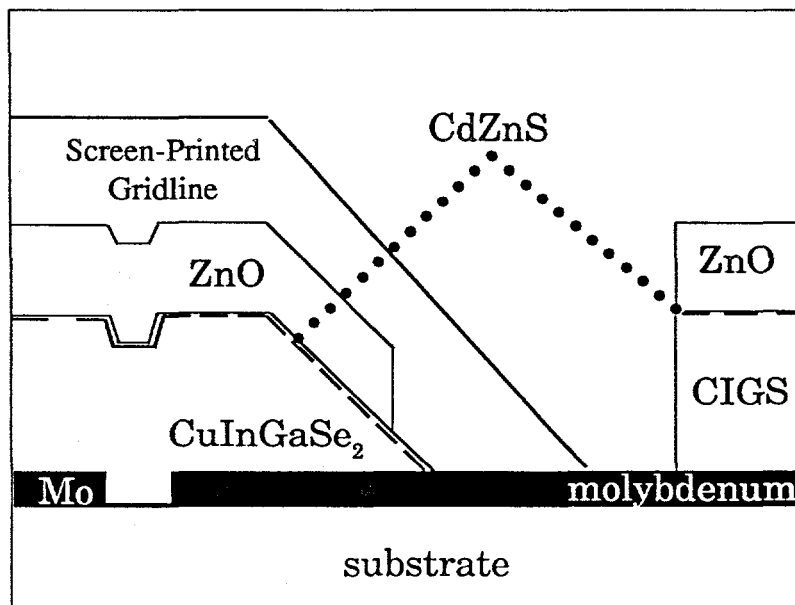 CdZnS
Screen-Printed
Gridline
ZnO
ZnO
CIGS
CuInGaSe₂
Mo
molybdenum
substrate